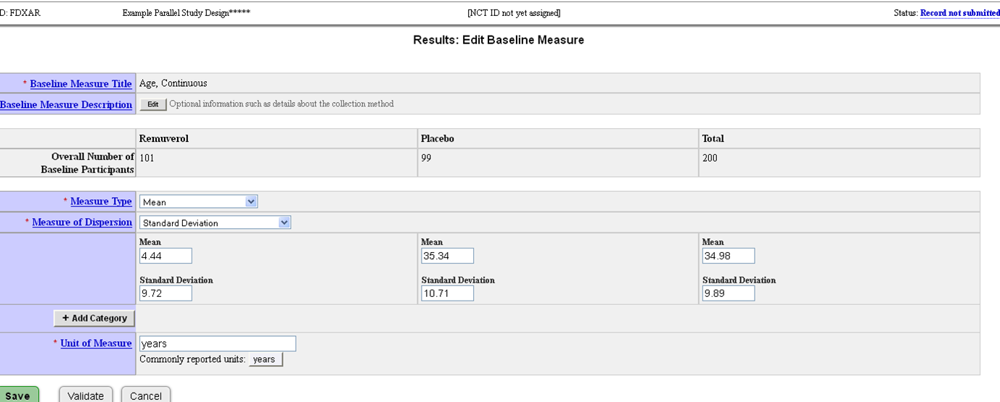 D: FDXAR Example Parallel Study Design***** [NCT ID not yet assigned] Status: Record not submitted
Results: Edit Baseline Measure
* Baseline Measure Title Age, Continuous
Baseline Measure Description Edit Optional information such as details about the collection method
Remuverol Placebo Total
Overall Number of
Baseline Participants 101 99 200
* Measure Type Mean
* Measure of Dispersion Standard Deviation
Mean Mean Mean
4.44 35.34 34.98
Standard Deviation Standard Deviation Standard Deviation
9.72 10.71 9.89
+ Add Category
* Unit of Measure years
Commonly reported units: years
Save Validate Cancel